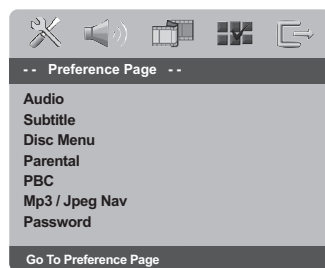 - - Preference Page - -
Audio
Subtitle
Disc Menu
Parental
PBC
Mp3 / Jpeg Nav
Password
Go To Preference Page